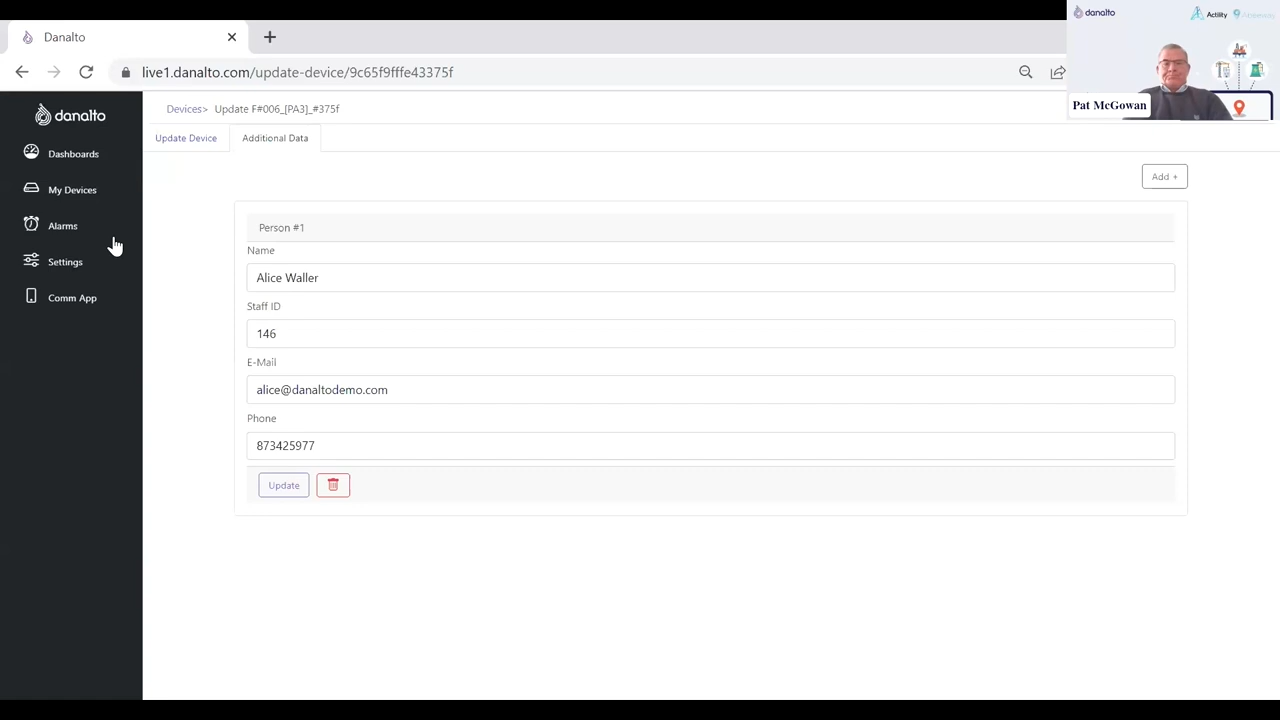 Danalto
live1.danalto.com/update-device/9c65f9fffe43375f
danalto
Actility
Pat McGowan
danalto
Dashboards
My Devices
Alarms
Settings
Comm App
Devices> Update F#006_[PA3]_#375f
Update Device
Additional Data
Add +
Person #1
Name
Alice Waller
Staff ID
146
E-Mail
alice@danaltodemo.com
Phone
873425977
Update